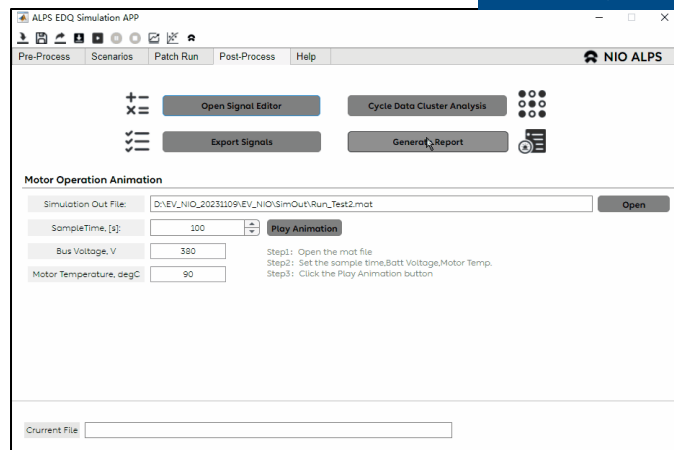 ALPS EDQ Simulation APP
Pre-Process Scenarios Patch Run Post-Process Help NIO ALPS
Open Signal Editor Cycle Data Cluster Analysis
Export Signals Generate Report
Motor Operation Animation
Simulation Out File: D:\EV_NIO_20231109\EV_NIO\SimOut\Run_Test2.mat Open
SampleTime, [s]: 100 Play Animation
Bus Voltage, V 380 Step1: Open the mat file
Step2: Set the sample time,Batt Voltage,Motor Temp.
Motor Temperature, degC 90 Step3: Click the Play Animation button
Crurrent File